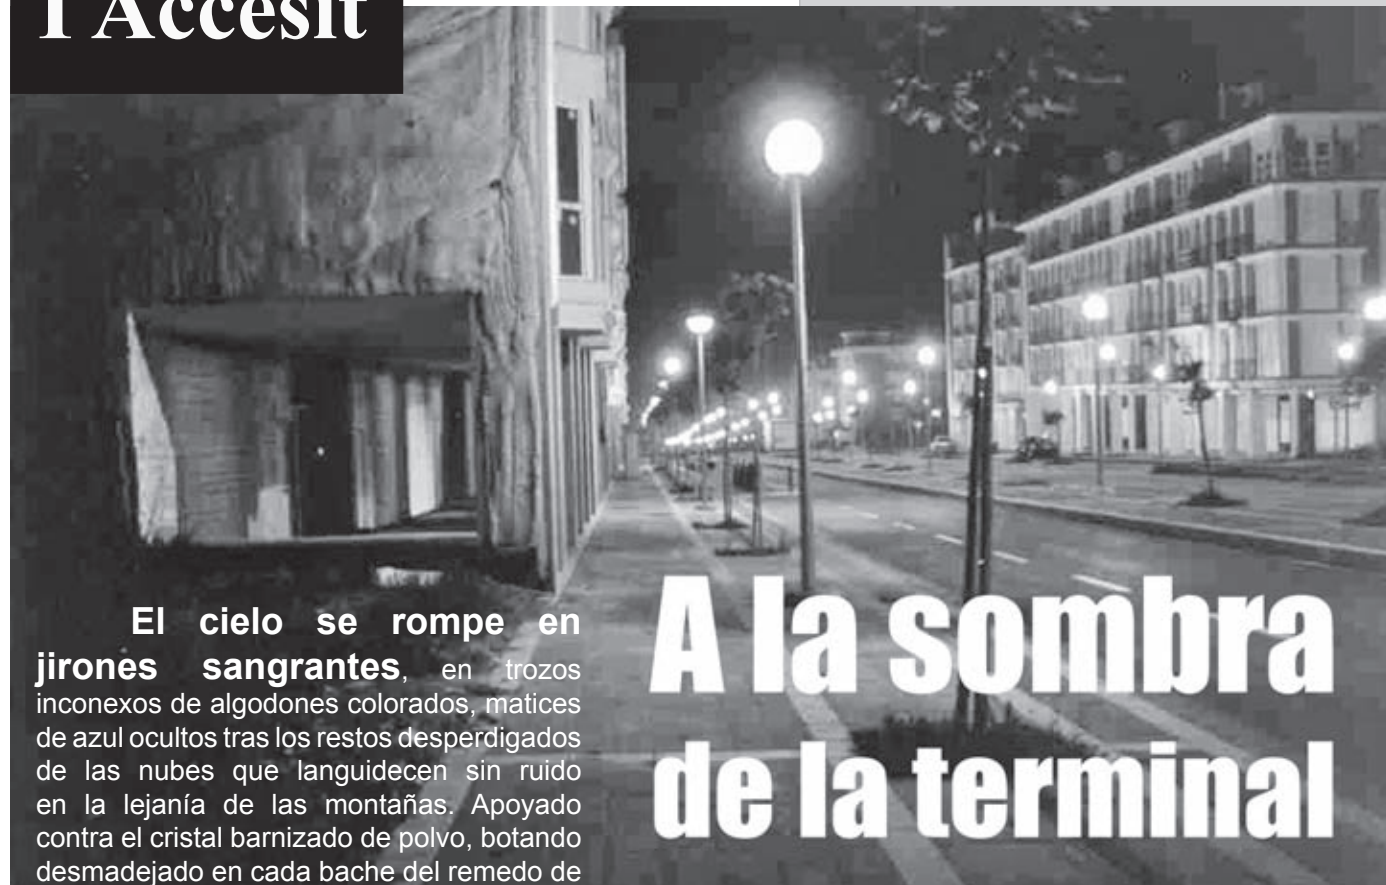 1 Accesit
El cielo se rompe en
jirones sangrantes, en trozos
inconexos de algodones colorados, matices
de azul ocultos tras los restos desperdigados
de las nubes que languidecen sin ruido
en la lejanía de las montañas. Apoyado
contra el cristal barnizado de polvo, botando
desmadejado en cada bache del remedo de
A la sombra
de la terminal